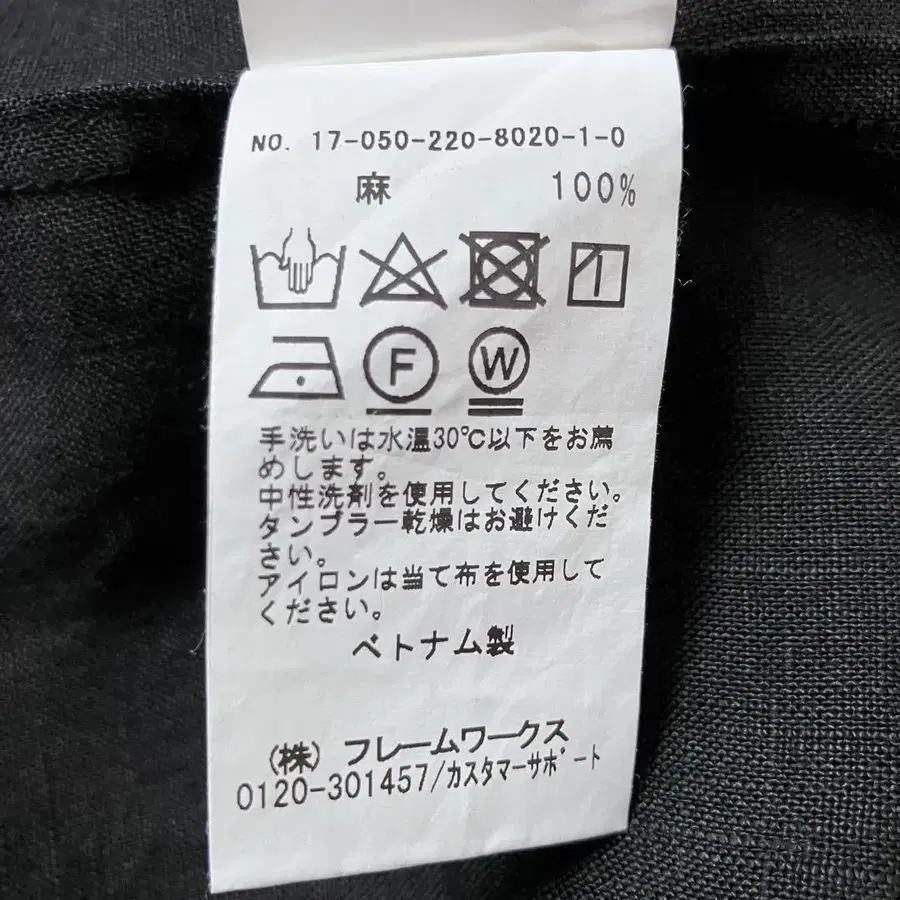 NO. 17-050-220-8020-1-0
麻 100%
F W
手洗いは水温30℃以下をお薦
めします。
中性洗剤を使用してください。
タンブラー乾燥はお避けくだ
さい。
アイロンは当て布を使用して
ください。
ベトナム製
(株) フレームワークス
0120-301457/カスタマーサポート